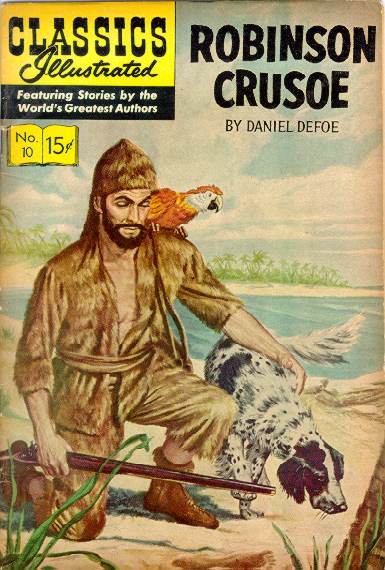 CLASSICS
Illustrated
Featuring Stories by the
World's Greatest Authors
No.
10
15¢
ROBINSON
CRUSOE
BY DANIEL DEFOE